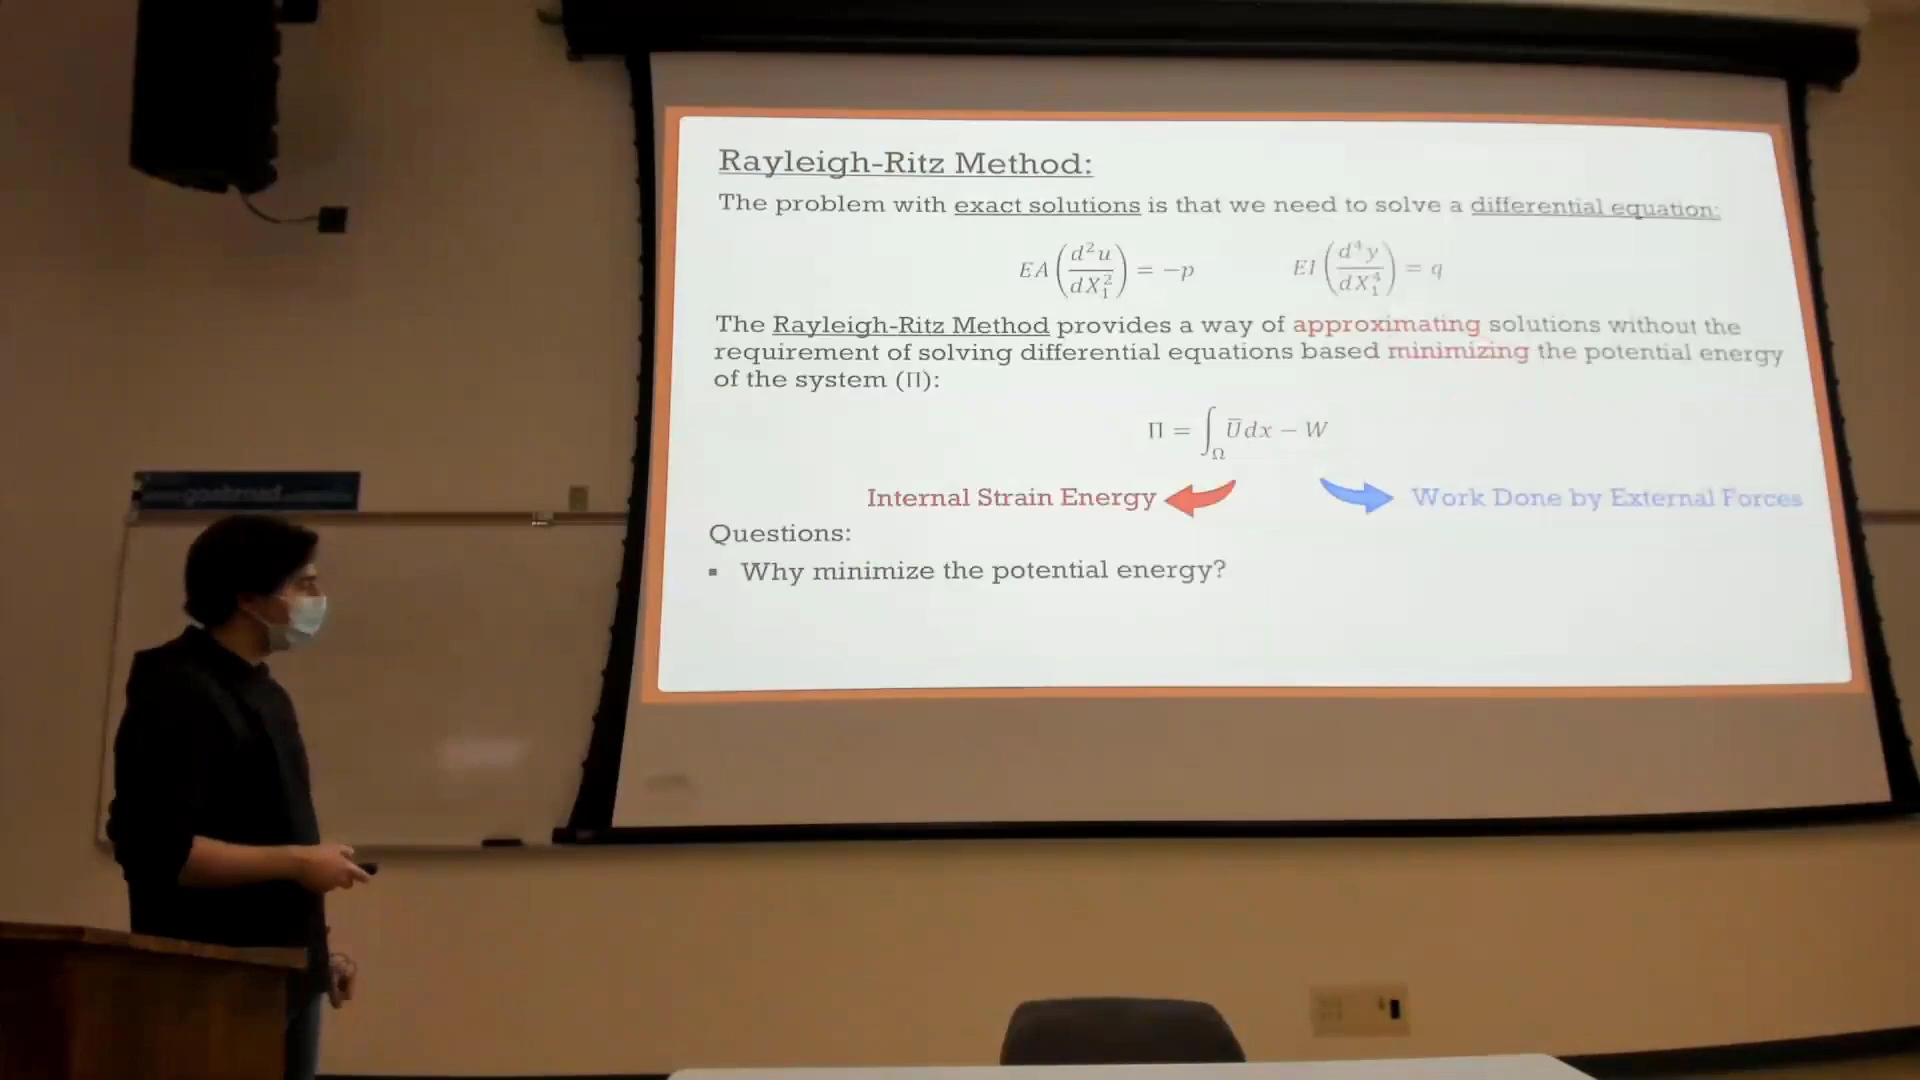 Rayleigh-Ritz Method:
The problem with exact solutions is that we need to solve a differential equation:
EA(d²u/dX₁²) = −p EI(d⁴y/dX₁⁴) = q
The Rayleigh-Ritz Method provides a way of approximating solutions without the
requirement of solving differential equations based minimizing the potential energy
of the system (Π):
Π = ∫_Ω U̅dx − W
Internal Strain Energy Work Done by External Forces
Questions:
▪ Why minimize the potential energy?